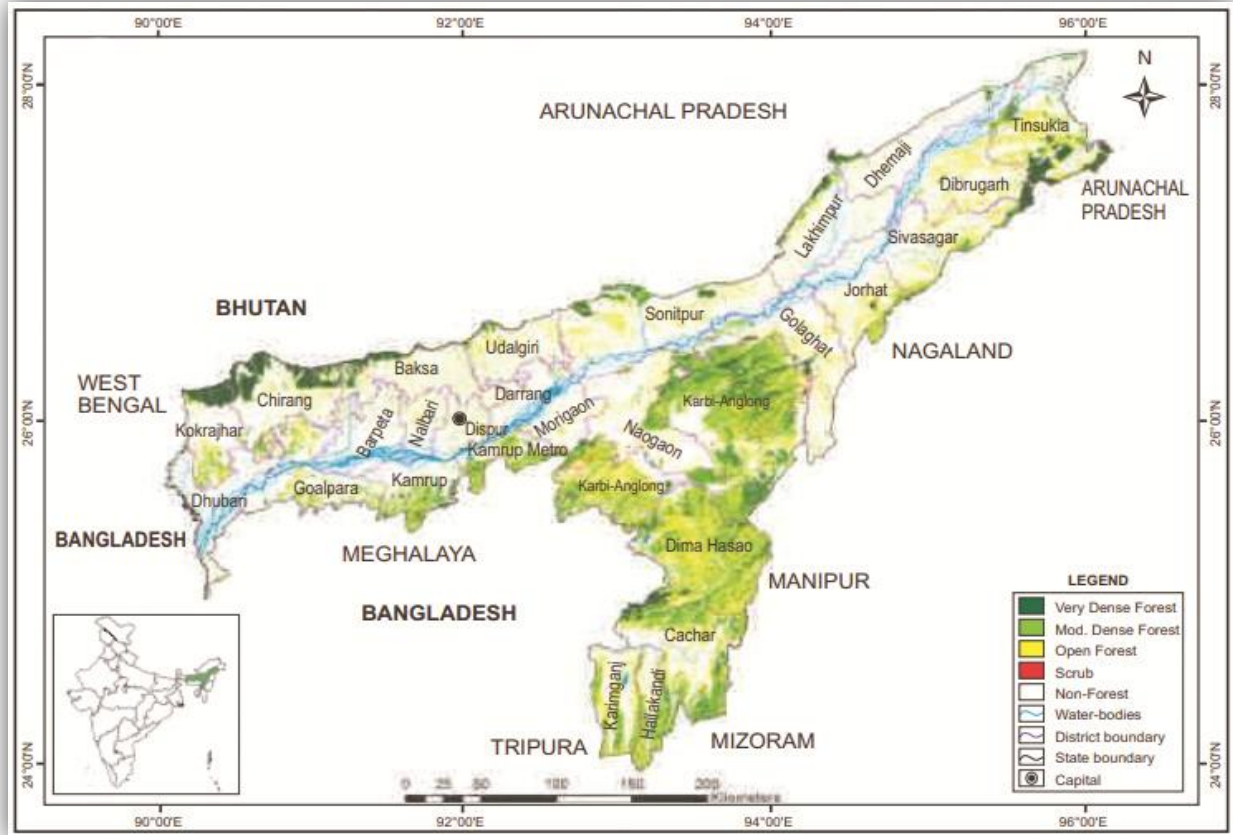 90°00'E 92°00'E 94°00'E 96°00'E
28°00'N
28°00'N
N
ARUNACHAL PRADESH
Tinsukia
Dhemaji
Dibrugarh
ARUNACHAL
PRADESH
Lakhimpur
Sivasagar
Jorhat
BHUTAN
Sonitpur
Golaghat
NAGALAND
Udalgiri
Baksa
WEST
BENGAL
Chirang
Darrang
Karbi-Anglong
Kokrajhar
Barpeta
Nalbari
Dispur
Morigaon
Naogaon
26°00'N
26°00'N
Kamrup Metro
Kamrup
Goalpara
Dhubari
Karbi-Anglong
BANGLADESH
Dima Hasao
MEGHALAYA
MANIPUR
BANGLADESH
Cachar
Karimganj
Hailakandi
TRIPURA
MIZORAM
LEGEND
Very Dense Forest
Mod. Dense Forest
Open Forest
Scrub
Non-Forest
Water-bodies
District boundary
State boundary
Capital
24°00'N
24°00'N
0 25 50 100 150 200
Kilometers
90°00'E 92°00'E 94°00'E 96°00'E